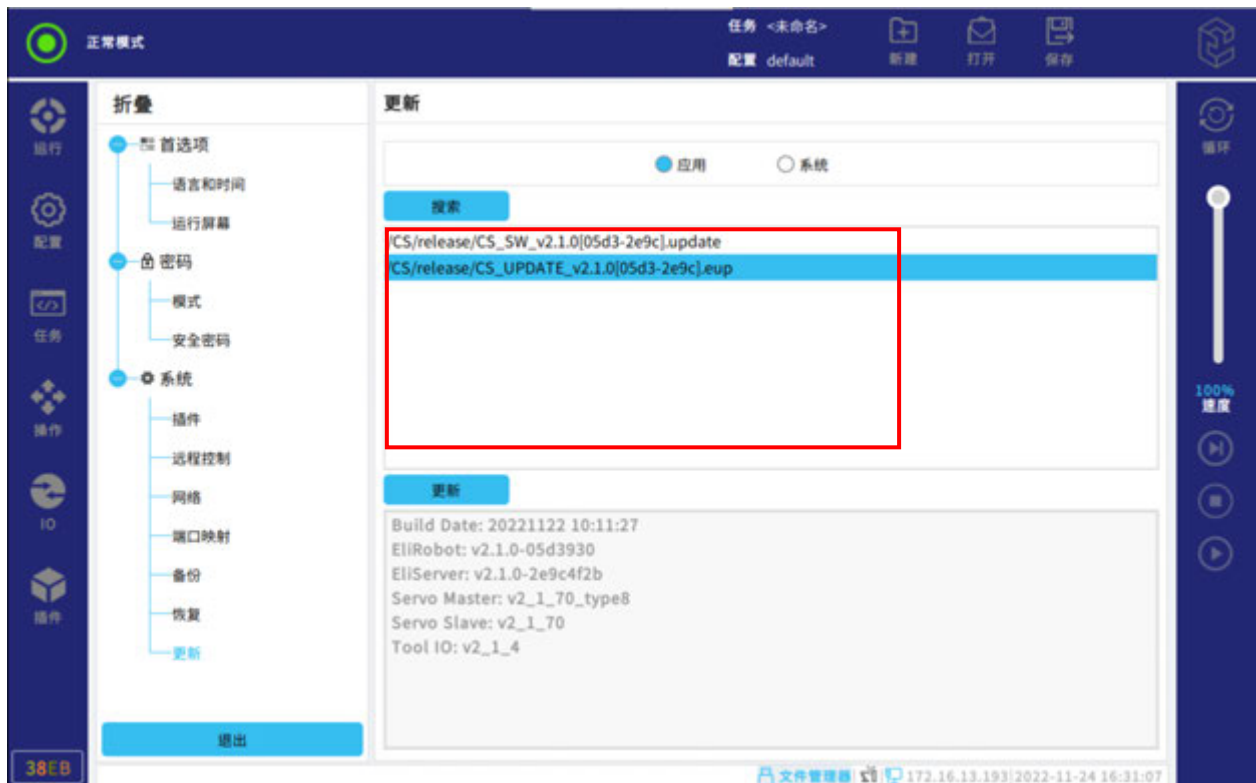 正常模式
任务 <未命名>
配置 default
新建
打开
保存
运行
配置
任务
操作
IO
插件
38EB
折叠
首选项
语言和时间
运行屏幕
密码
模式
安全密码
系统
插件
远程控制
网络
端口映射
备份
恢复
更新
退出
更新
应用
系统
搜索
/CS/release/CS_SW_v2.1.0[05d3-2e9c].update
/CS/release/CS_UPDATE_v2.1.0[05d3-2e9c].eup
更新
Build Date: 20221122 10:11:27
EliRobot: v2.1.0-05d3930
EliServer: v2.1.0-2e9c4f2b
Servo Master: v2_1_70_type8
Servo Slave: v2_1_70
Tool IO: v2_1_4
循环
100%
速度
文件管理器 172.16.13.193 2022-11-24 16:31:07